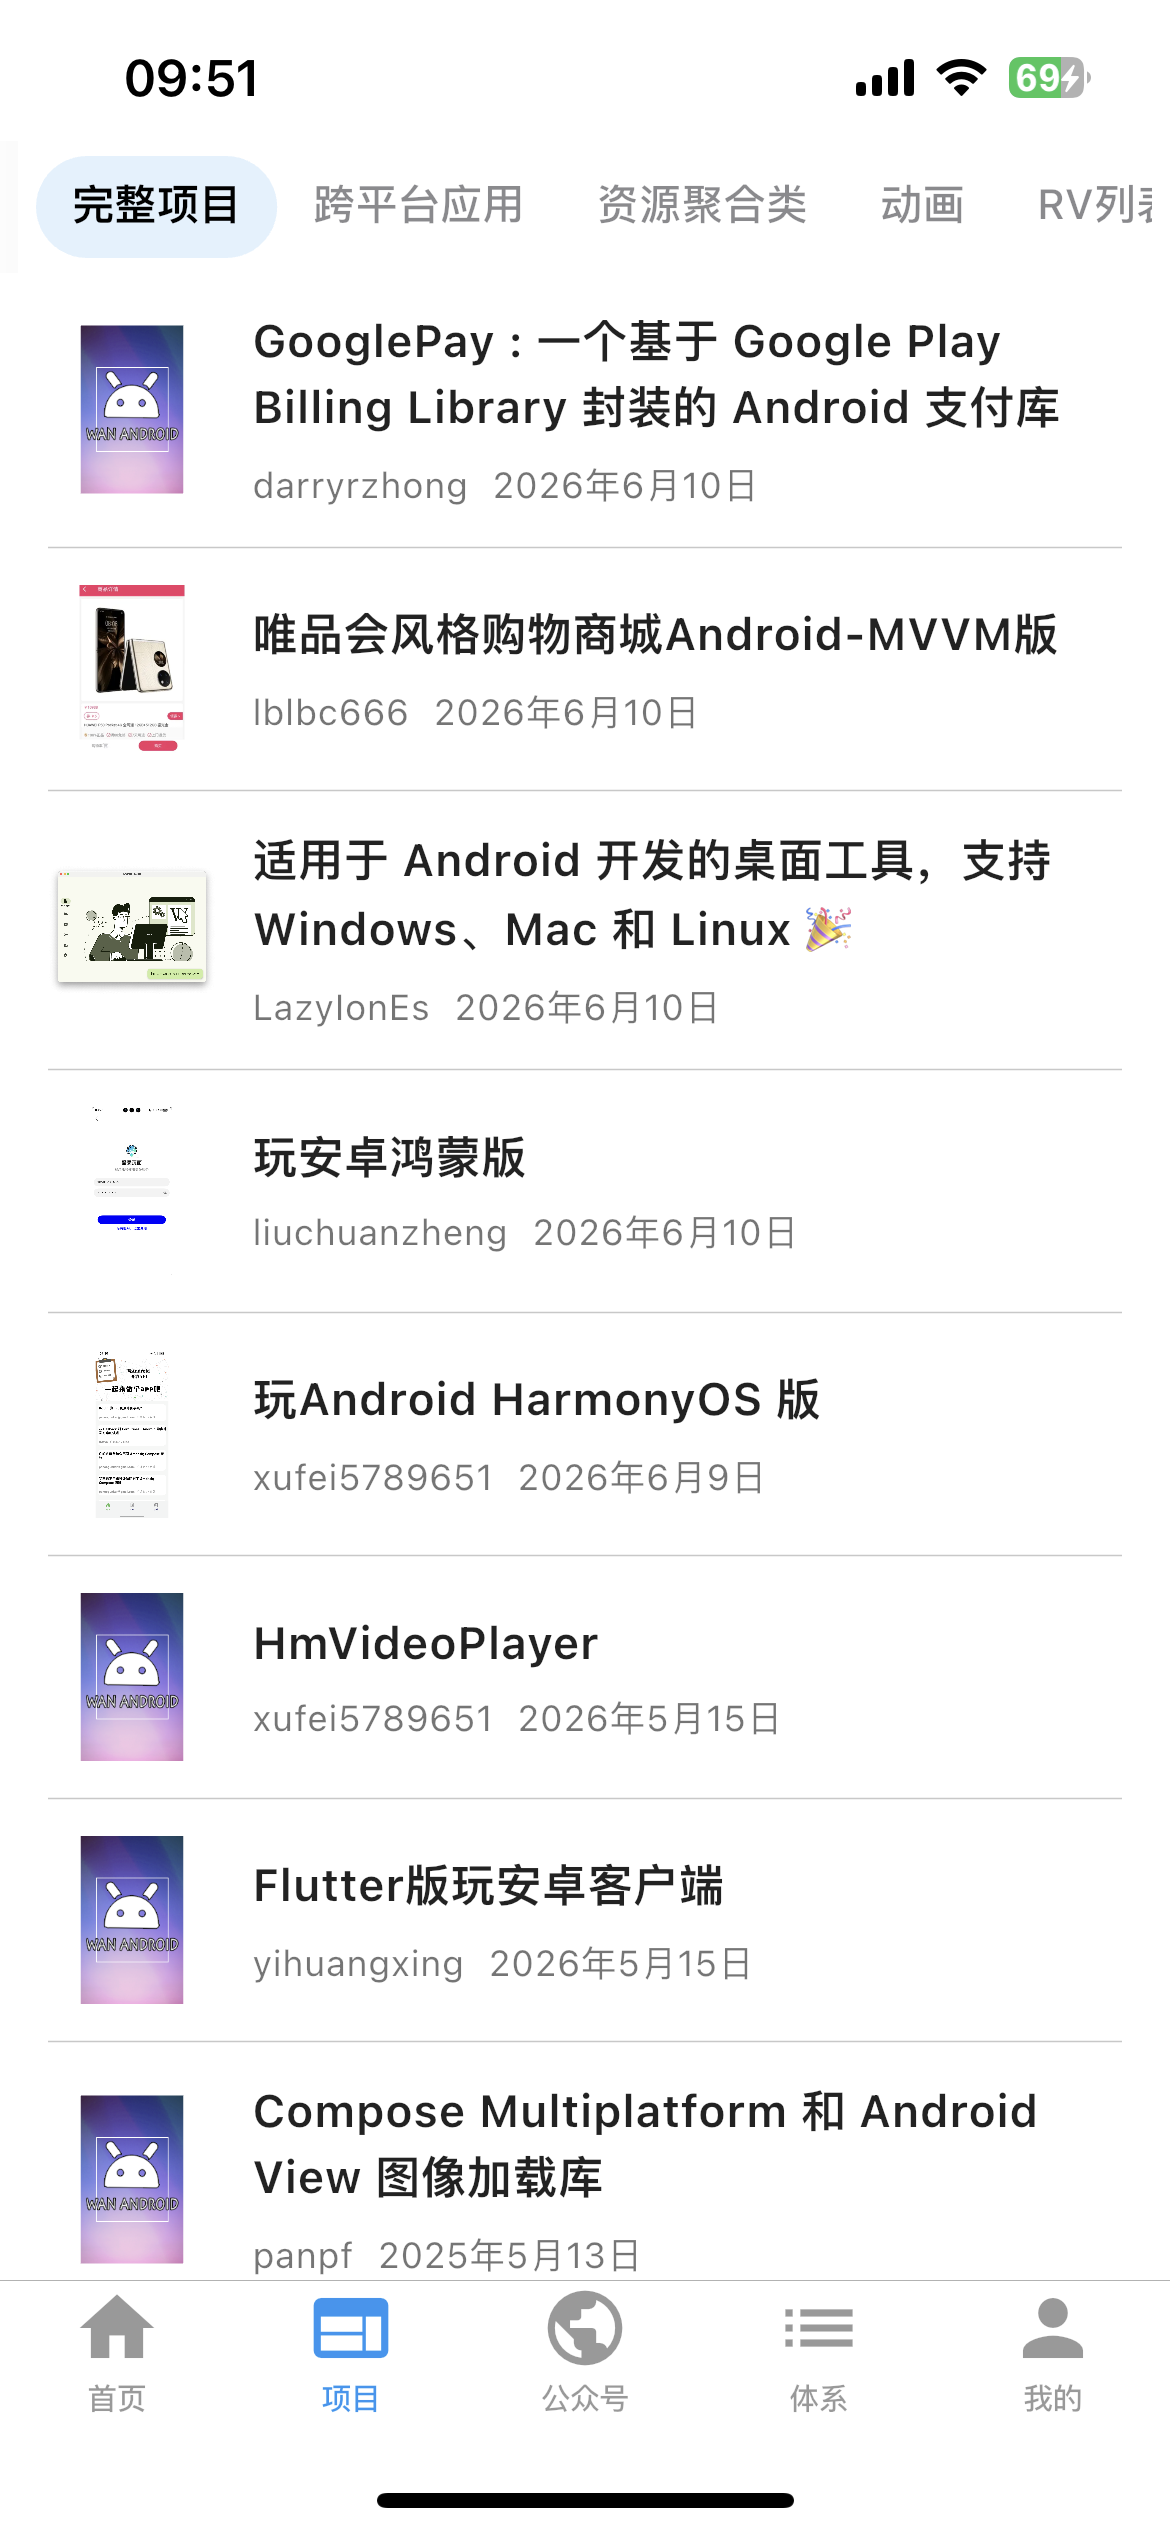 09:51
69
完整项目
跨平台应用
资源聚合类
动画
RV列表
GooglePay : 一个基于 Google Play
Billing Library 封装的 Android 支付库
darryrzhong 2026年6月10日
WAN ANDROID
唯品会风格购物商城Android-MVVM版
lblbc666 2026年6月10日
适用于 Android 开发的桌面工具，支持
Windows、Mac 和 Linux🎉
LazyIonEs 2026年6月10日
玩安卓鸿蒙版
liuchuanzheng 2026年6月10日
玩Android HarmonyOS 版
xufei5789651 2026年6月9日
HmVideoPlayer
xufei5789651 2026年5月15日
WAN ANDROID
Flutter版玩安卓客户端
yihuangxing 2026年5月15日
WAN ANDROID
Compose Multiplatform 和 Android
View 图像加载库
panpf 2025年5月13日
WAN ANDROID
首页
项目
公众号
体系
我的